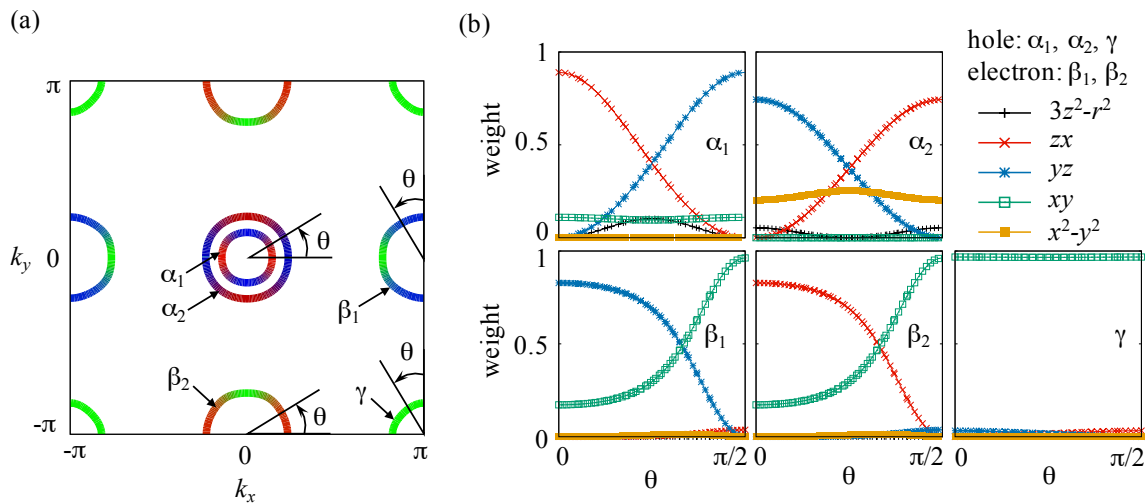 (a)
π
k_y 0
-π
-π 0 π
k_x
α₁
α₂
β₁
β₂
γ
θ
θ
θ
θ
(b)
1
weight 0.5
0
α₁
α₂
1
weight 0.5
0
β₁
β₂
γ
0 π/2 0 π/2 0 π/2
θ θ θ
hole: α₁, α₂, γ
electron: β₁, β₂
3z²-r²
zx
yz
xy
x²-y²